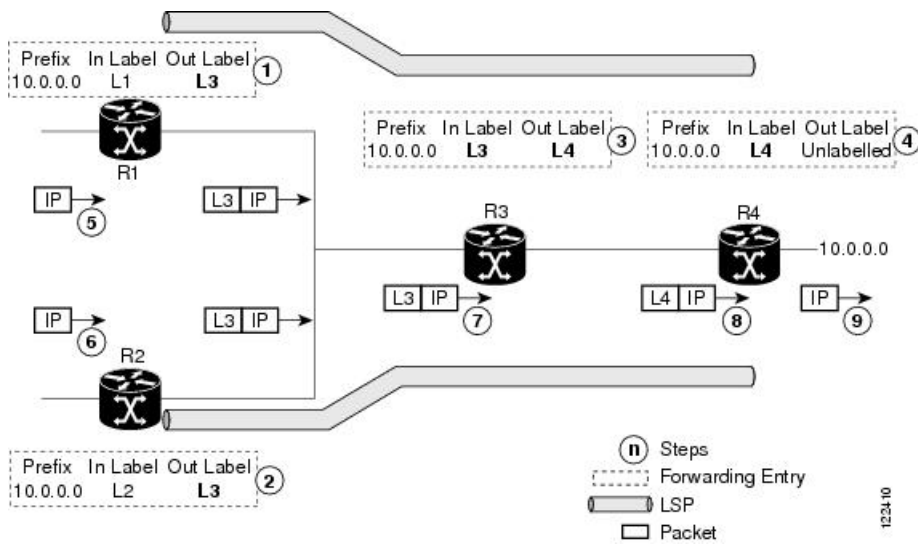 Prefix In Label Out Label
10.0.0.0 L1 L3
1
R1
Prefix In Label Out Label
10.0.0.0 L3 L4
3
Prefix In Label Out Label
10.0.0.0 L4 Unlabelled
4
IP
5
L3 IP
R3
R4
10.0.0.0
L3 IP
7
L4 IP
8
IP
9
IP
6
L3 IP
R2
Prefix In Label Out Label
10.0.0.0 L2 L3
2
n Steps
Forwarding Entry
LSP
Packet
122410